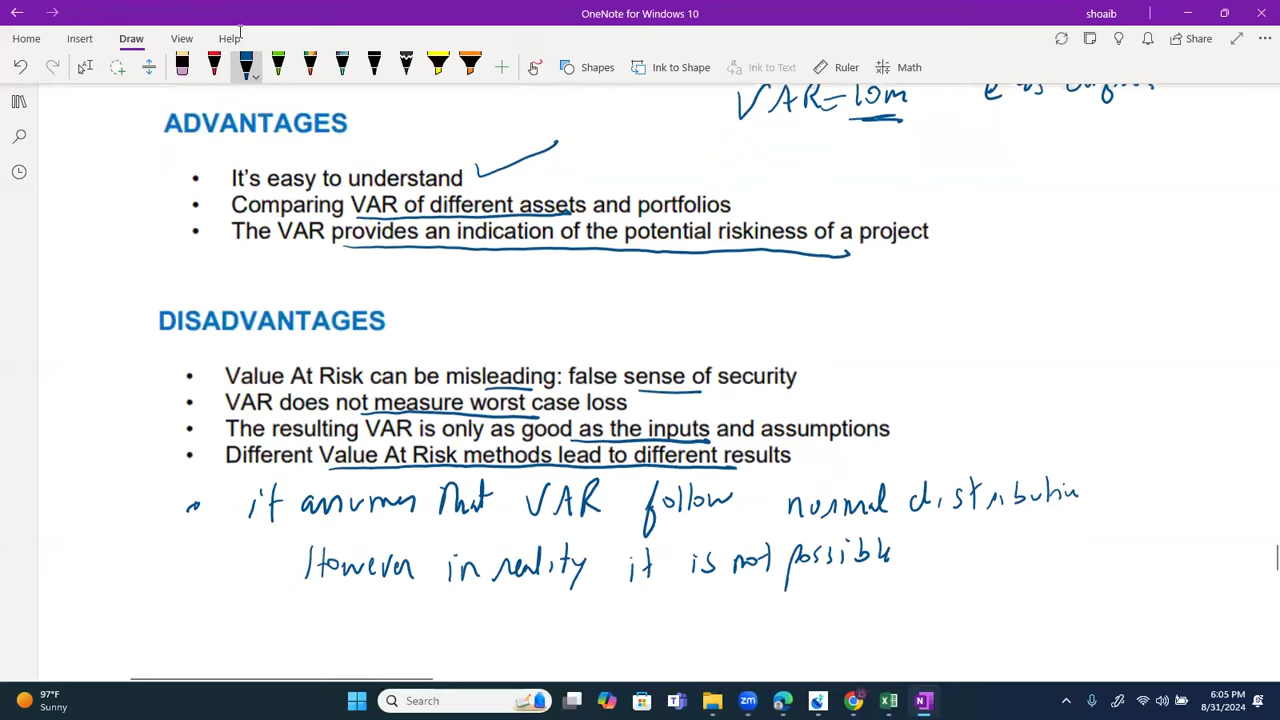 OneNote for Windows 10
shoaib
Home Insert Draw View Help
Share
Shapes Ink to Shape Ink to Text Ruler Math
VAR=10m
ADVANTAGES
• It's easy to understand
• Comparing VAR of different assets and portfolios
• The VAR provides an indication of the potential riskiness of a project
DISADVANTAGES
• Value At Risk can be misleading: false sense of security
• VAR does not measure worst case loss
• The resulting VAR is only as good as the inputs and assumptions
• Different Value At Risk methods lead to different results
• it assumes that VAR follow normal distribution
However in reality it is not possible
97°F
Sunny
Search
6:05 PM
8/31/2024